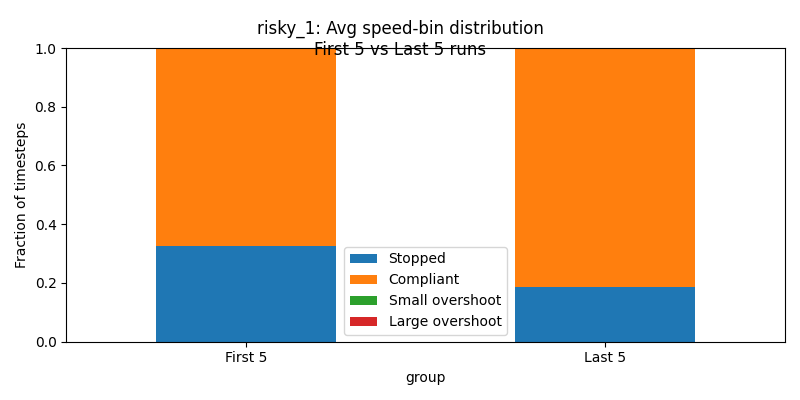 risky_1: Avg speed-bin distribution
First 5 vs Last 5 runs
1.0
0.8
0.6
0.4
0.2
0.0
Fraction of timesteps
Stopped
Compliant
Small overshoot
Large overshoot
First 5
Last 5
group